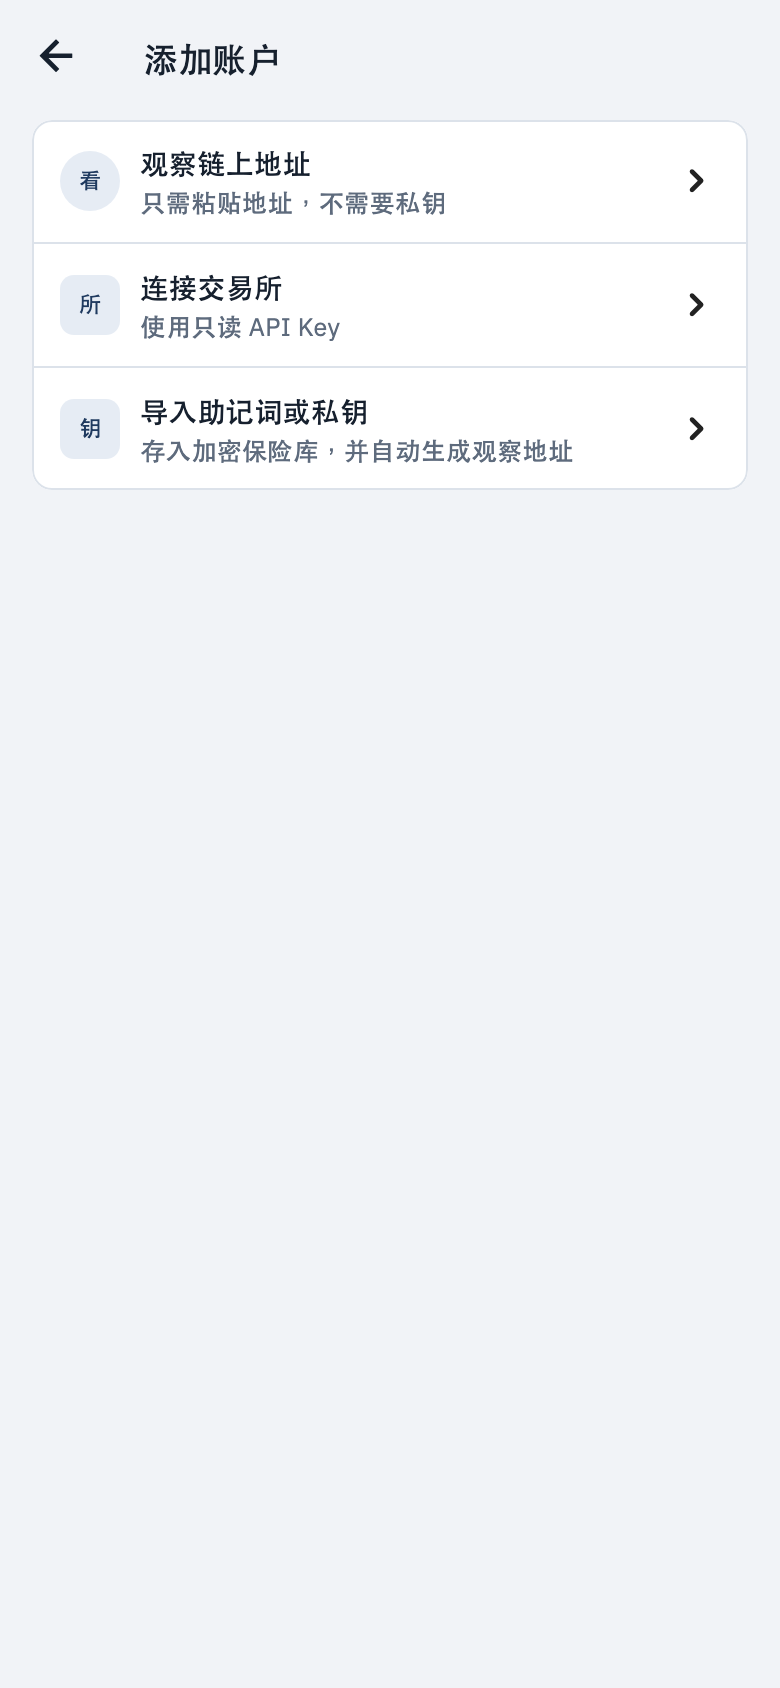 添加账户
看
观察链上地址
只需粘贴地址，不需要私钥
所
连接交易所
使用只读 API Key
钥
导入助记词或私钥
存入加密保险库，并自动生成观察地址